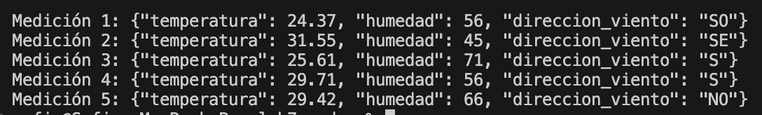 Medición 1: {"temperatura": 24.37, "humedad": 56, "direccion_viento": "SO"}
Medición 2: {"temperatura": 31.55, "humedad": 45, "direccion_viento": "SE"}
Medición 3: {"temperatura": 25.61, "humedad": 71, "direccion_viento": "S"}
Medición 4: {"temperatura": 29.71, "humedad": 56, "direccion_viento": "S"}
Medición 5: {"temperatura": 29.42, "humedad": 66, "direccion_viento": "NO"}